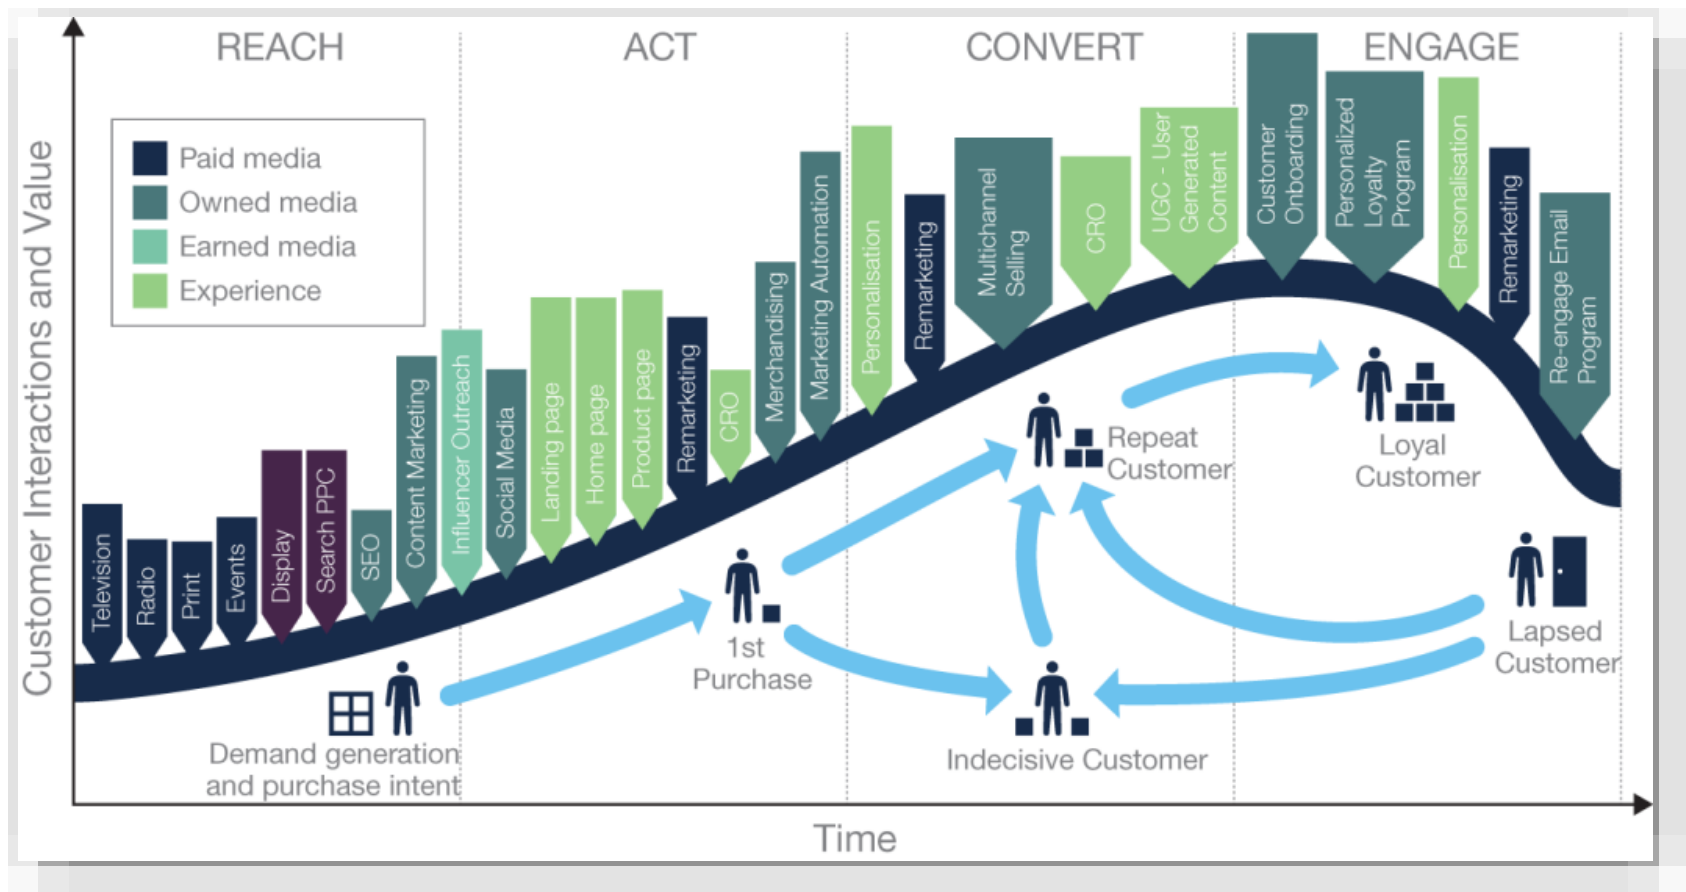 REACH
ACT
CONVERT
ENGAGE
Customer Interactions and Value
Paid media
Owned media
Earned media
Experience
Television
Radio
Print
Events
Display
Search PPC
SEO
Content Marketing
Influencer Outreach
Social Media
Landing page
Home page
Product page
Remarketing
CRO
Merchandising
Marketing Automation
Personalisation
Remarketing
Multichannel
Selling
CRO
UGC - User
Generated
Content
Customer
Onboarding
Personalized
Loyalty
Program
Personalisation
Remarketing
Re-engage Email
Program
Demand generation
and purchase intent
1st
Purchase
Repeat
Customer
Indecisive Customer
Loyal
Customer
Lapsed
Customer
Time